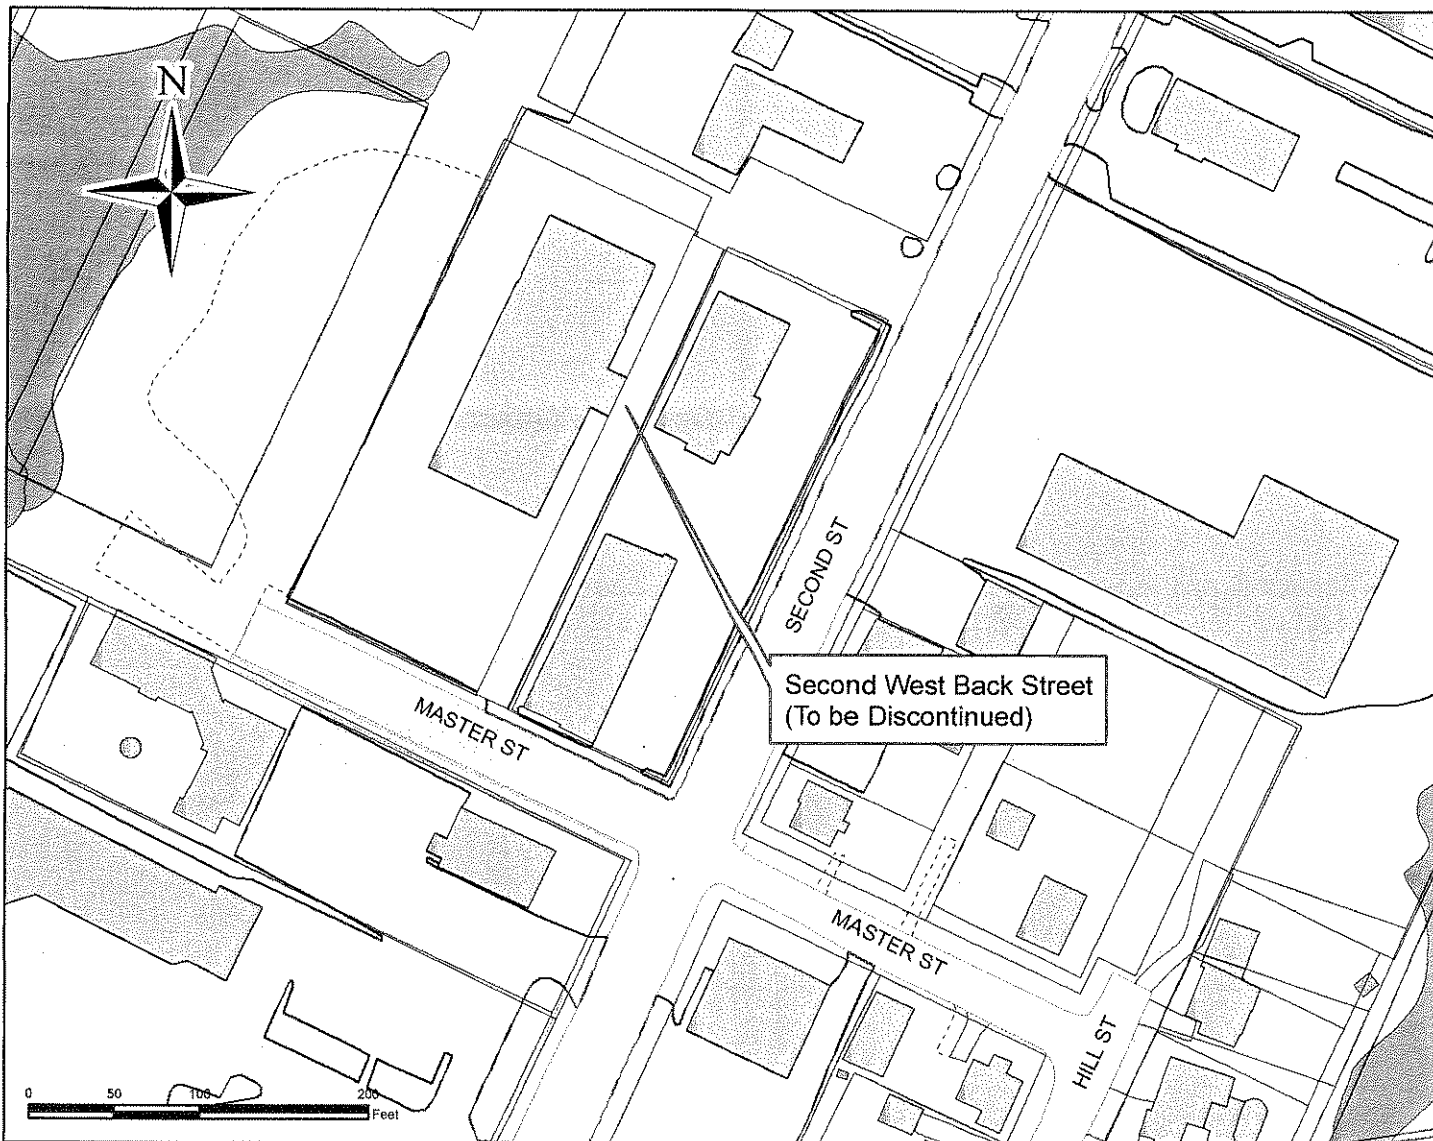 N
SECOND ST
Second West Back Street
(To be Discontinued)
MASTER ST
MASTER ST
HILL ST
0 50 100 200
Feet